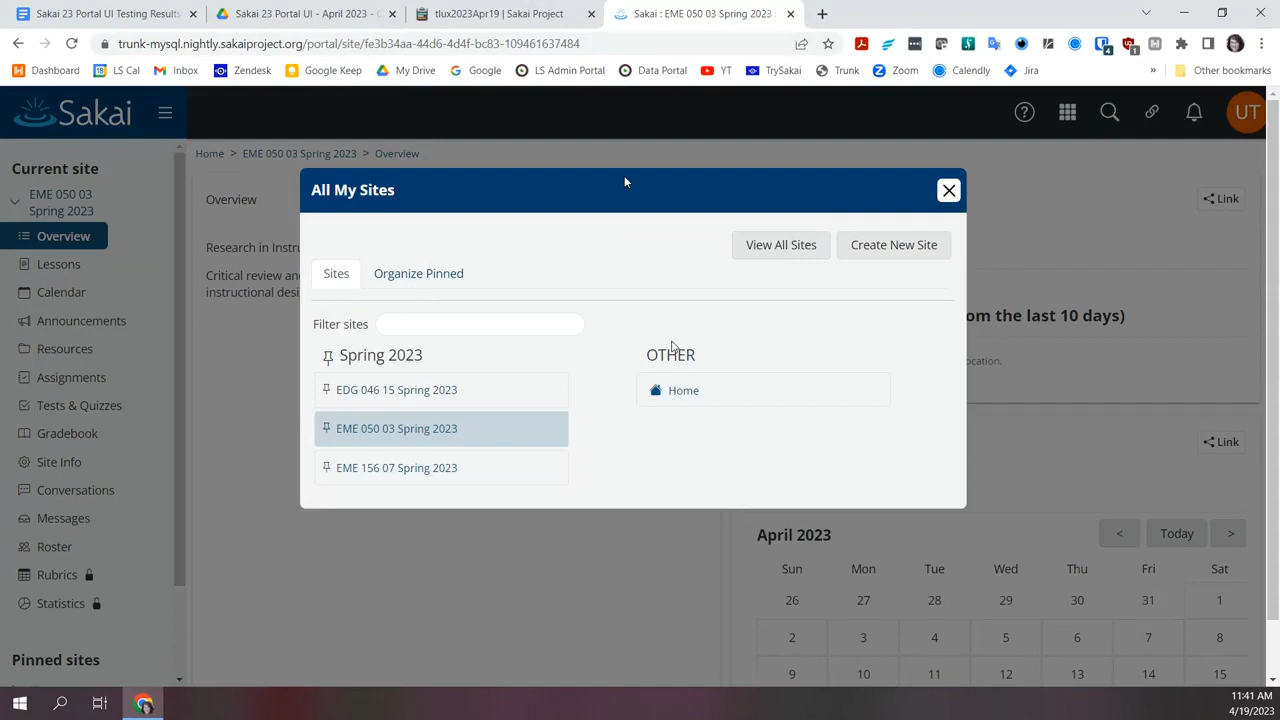 Sakai 23 Portal UI Testing Results
Sakai 23 Portal UI - April 2023 - 
tlux2023Apr19 | Sakai Project
Sakai : EME 050 03 Spring 2023
trunk-mysql.nightly.sakaiproject.org/portal/site/fe3b34aa-44d6-4d4f-bc83-109461637484
Dashboard
LS Cal
Inbox
Zendesk
Google Keep
My Drive
Google
LS Admin Portal
Data Portal
YT
TrySakai
Trunk
Zoom
Calendly
Jira
»
Other bookmarks
Sakai
UT
Home > EME 050 03 Spring 2023 > Overview
Current site
EME 050 03
Spring 2023
Overview
Lessons
Calendar
Announcements
Resources
Assignments
Tests & Quizzes
Gradebook
Site Info
Conversations
Messages
Roster
Rubrics
Statistics
Pinned sites
Overview
Research in Instru
Critical review an
instructional desi
All My Sites
View All Sites
Create New Site
Sites
Organize Pinned
Filter sites
Spring 2023
EDG 046 15 Spring 2023
EME 050 03 Spring 2023
EME 156 07 Spring 2023
OTHER
Home
Link
om the last 10 days)
ocation.
Link
April 2023
< Today >
Sun Mon Tue Wed Thu Fri Sat
26 27 28 29 30 31 1
2 3 4 5 6 7 8
9 10 11 12 13 14 15
11:41 AM
4/19/2023